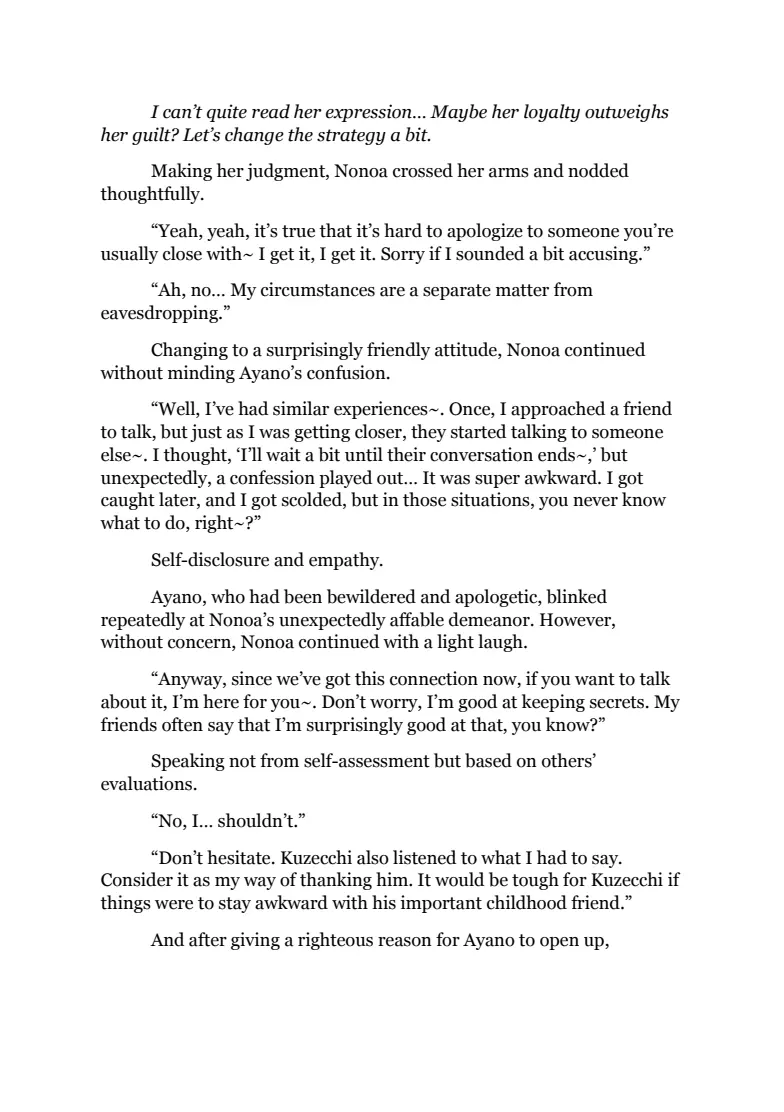 I can’t quite read her expression… Maybe her loyalty outweighs
her guilt? Let’s change the strategy a bit.
Making her judgment, Nonoa crossed her arms and nodded
thoughtfully.
“Yeah, yeah, it’s true that it’s hard to apologize to someone you’re
usually close with~ I get it, I get it. Sorry if I sounded a bit accusing.”
“Ah, no… My circumstances are a separate matter from
eavesdropping.”
Changing to a surprisingly friendly attitude, Nonoa continued
without minding Ayano’s confusion.
“Well, I’ve had similar experiences~. Once, I approached a friend
to talk, but just as I was getting closer, they started talking to someone
else~. I thought, ‘I’ll wait a bit until their conversation ends~,’ but
unexpectedly, a confession played out… It was super awkward. I got
caught later, and I got scolded, but in those situations, you never know
what to do, right~?”
Self-disclosure and empathy.
Ayano, who had been bewildered and apologetic, blinked
repeatedly at Nonoa’s unexpectedly affable demeanor. However,
without concern, Nonoa continued with a light laugh.
“Anyway, since we’ve got this connection now, if you want to talk
about it, I’m here for you~. Don’t worry, I’m good at keeping secrets. My
friends often say that I’m surprisingly good at that, you know?”
Speaking not from self-assessment but based on others’
evaluations.
“No, I… shouldn’t.”
“Don’t hesitate. Kuzecchi also listened to what I had to say.
Consider it as my way of thanking him. It would be tough for Kuzecchi if
things were to stay awkward with his important childhood friend.”
And after giving a righteous reason for Ayano to open up,